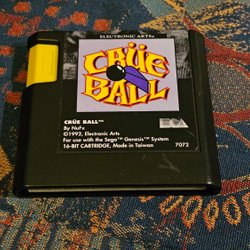 ELECTRONIC ARTS®
CRÜE
BALL
CRÜE BALL™
By NuFx
©1992, Electronic Arts
For use with the Sega™ Genesis™ System
16-BIT CARTRIDGE, Made in Taiwan
7072